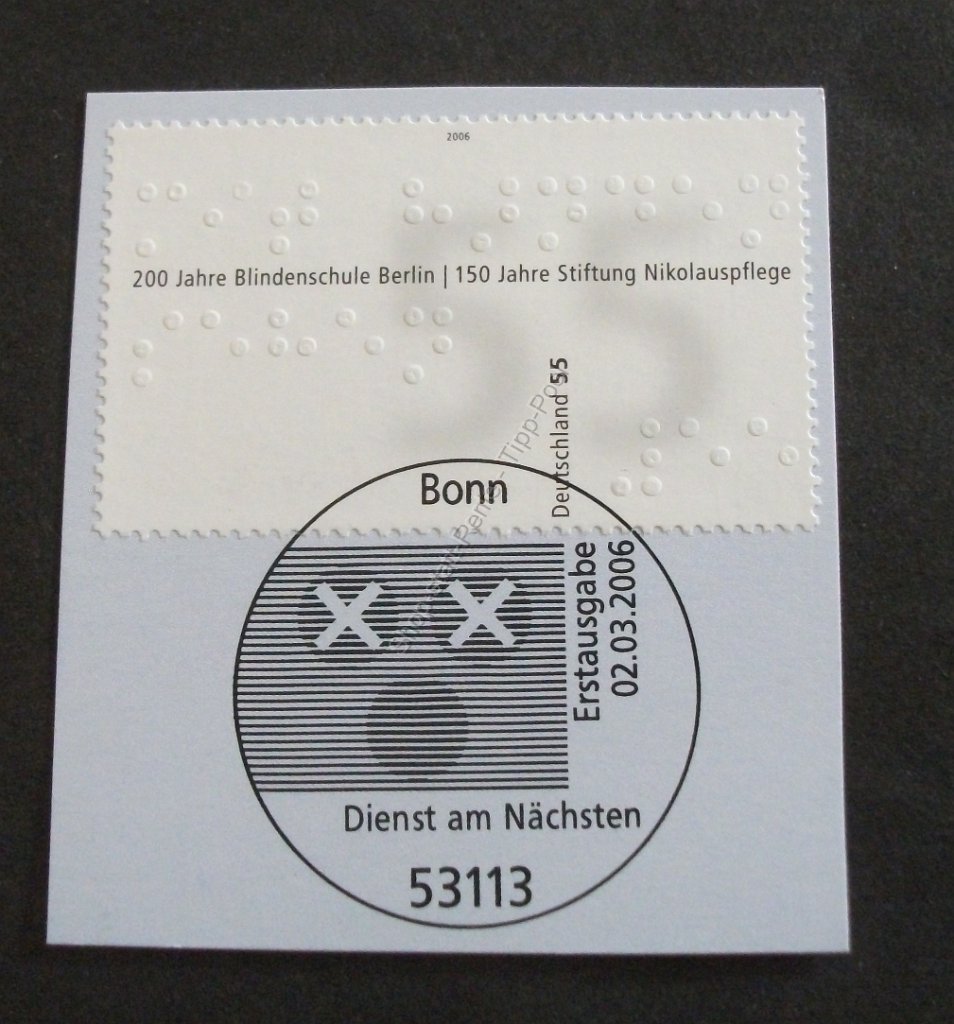 2006
200 Jahre Blindenschule Berlin | 150 Jahre Stiftung Nikolauspflege
Deutschland 55
55
Bonn
Erstausgabe
02.03.2006
Dienst am Nächsten
53113